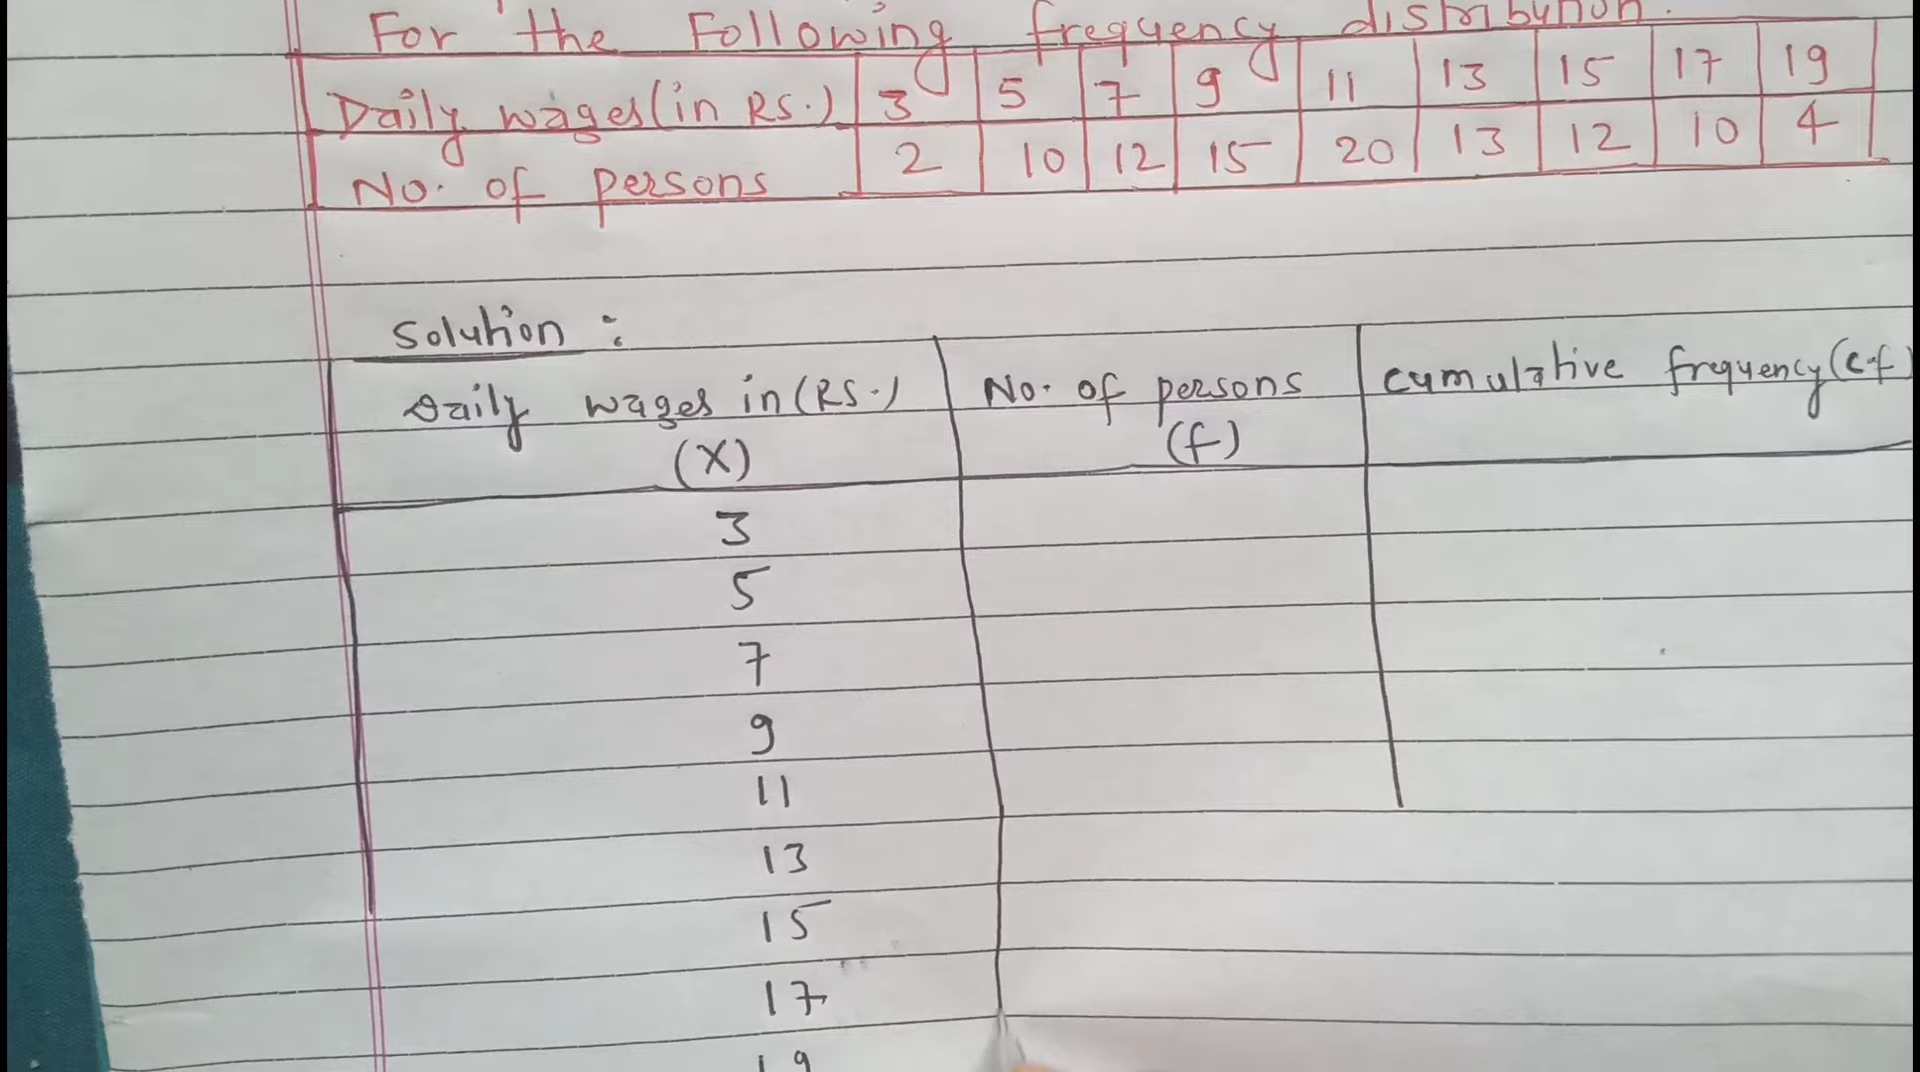 For the Following frequency distribution.
Daily wages (in RS.) 3 5 7 9 11 13 15 17 19
No. of persons 2 10 12 15 20 13 12 10 4
Solution :
Daily wages in (RS.) No. of persons cumulative frequency (c.f)
(X) (f)
3
5
7
9
11
13
15
17
19